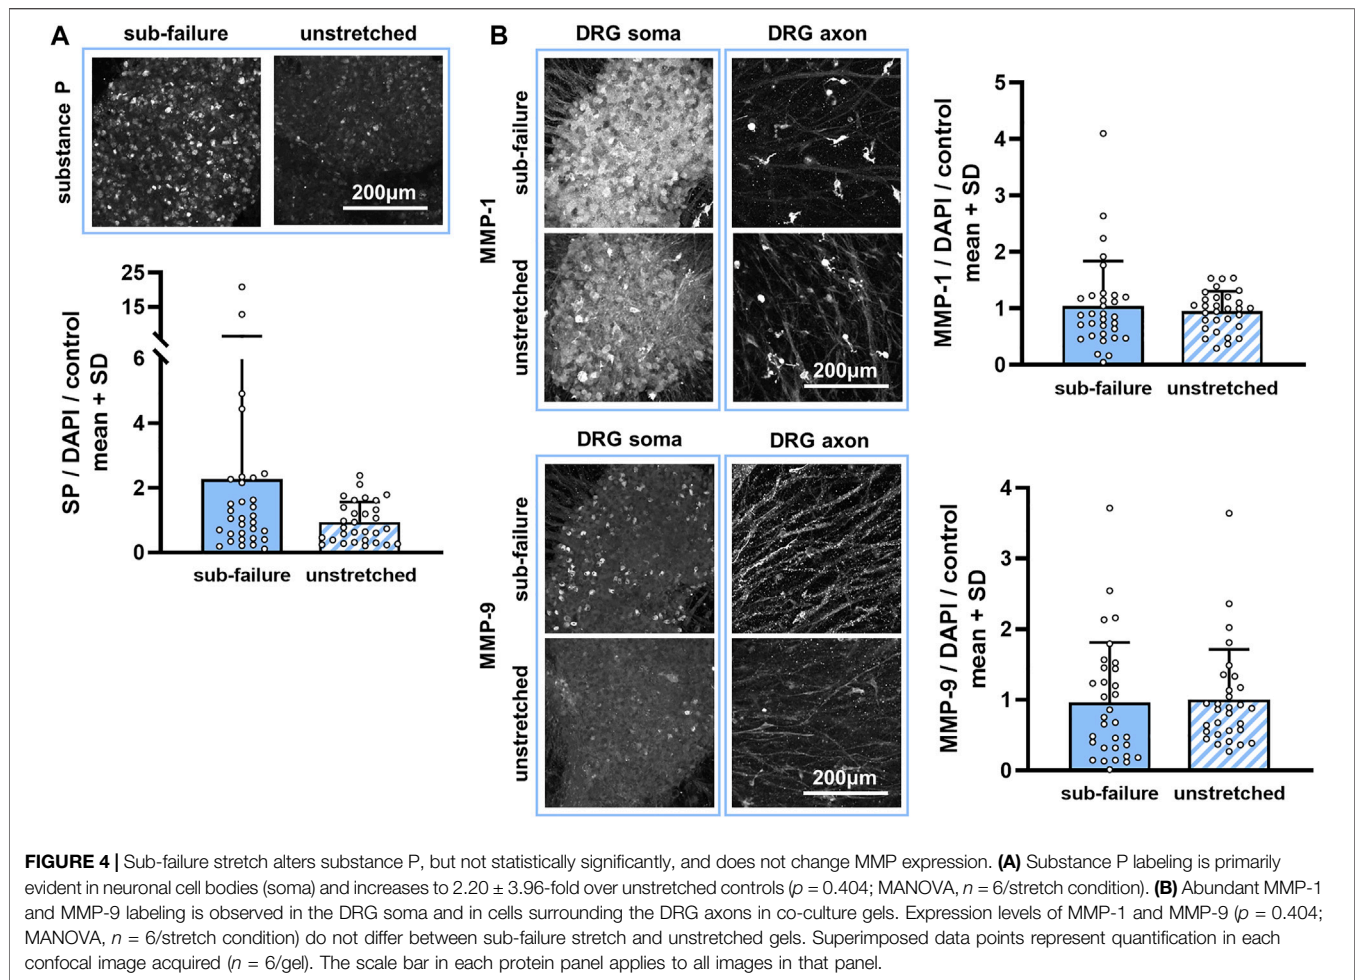 A
sub-failure
unstretched
substance P
200µm
25
15
6
4
2
0
SP / DAPI / control
mean + SD
sub-failure
unstretched
B
DRG soma
DRG axon
MMP-1
sub-failure
unstretched
200µm
5
4
3
2
1
0
MMP-1 / DAPI / control
mean + SD
sub-failure
unstretched
DRG soma
DRG axon
MMP-9
sub-failure
unstretched
200µm
4
3
2
1
0
MMP-9 / DAPI / control
mean + SD
sub-failure
unstretched
FIGURE 4 | Sub-failure stretch alters substance P, but not statistically significantly, and does not change MMP expression. (A) Substance P labeling is primarily
evident in neuronal cell bodies (soma) and increases to 2.20 ± 3.96-fold over unstretched controls (p = 0.404; MANOVA, n = 6/stretch condition). (B) Abundant MMP-1
and MMP-9 labeling is observed in the DRG soma and in cells surrounding the DRG axons in co-culture gels. Expression levels of MMP-1 and MMP-9 (p = 0.404;
MANOVA, n = 6/stretch condition) do not differ between sub-failure stretch and unstretched gels. Superimposed data points represent quantification in each
confocal image acquired (n = 6/gel). The scale bar in each protein panel applies to all images in that panel.